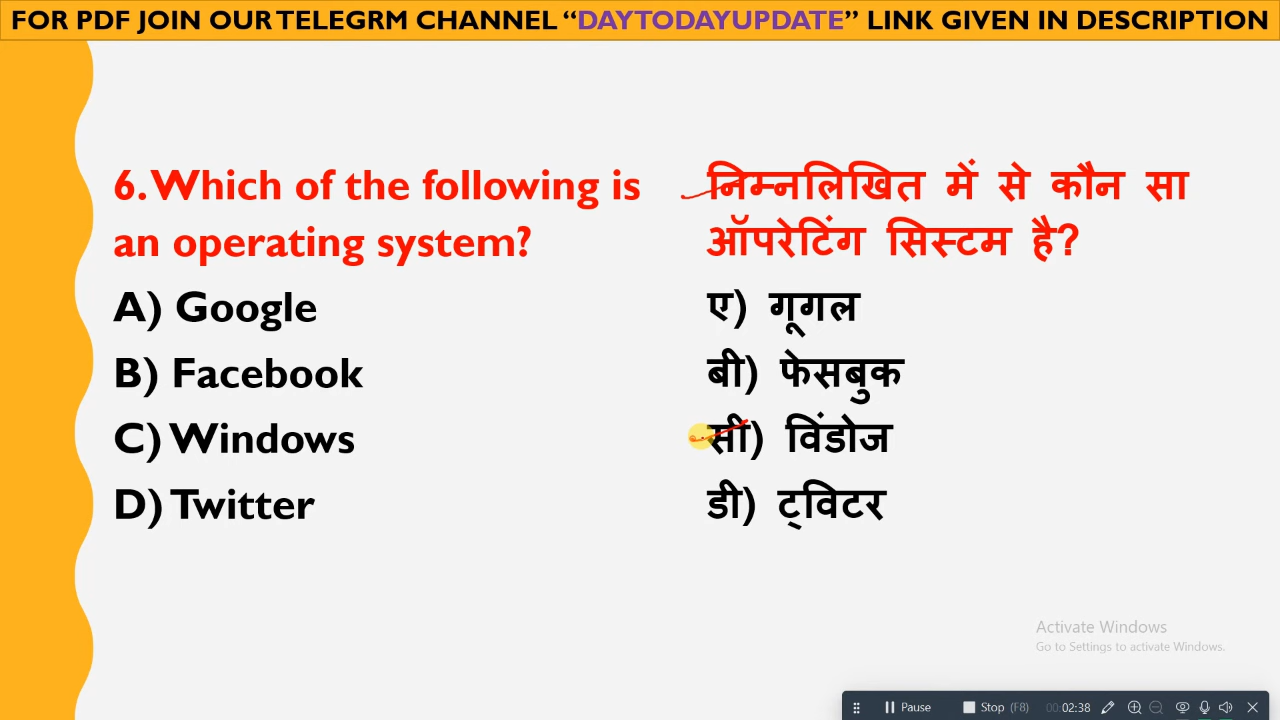 FOR PDF JOIN OUR TELEGRM CHANNEL “DAYTODAYUPDATE” LINK GIVEN IN DESCRIPTION
6. Which of the following is
an operating system?
A) Google
B) Facebook
C) Windows
D) Twitter
निम्नलिखित में से कौन सा
ऑपरेटिंग सिस्टम है?
ए) गूगल
बी) फेसबुक
सी) विंडोज
डी) ट्विटर
Activate Windows
Go to Settings to activate Windows.
Pause Stop (F8) 00:02:38